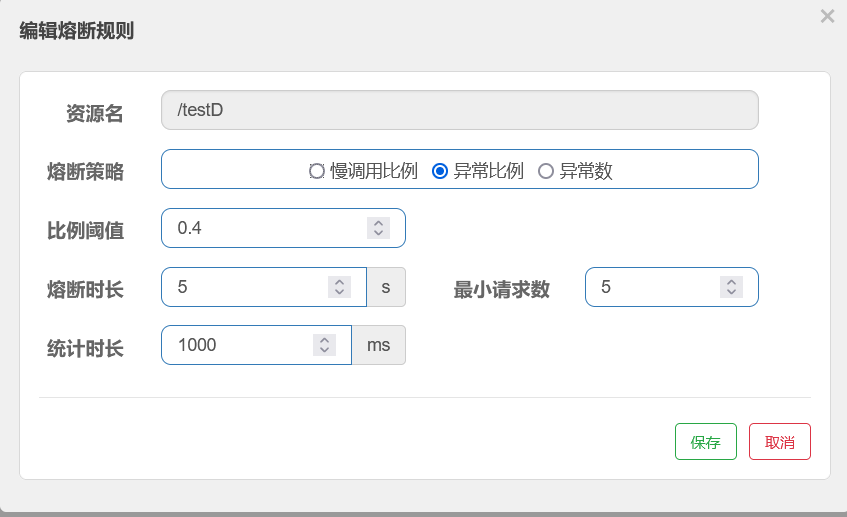 编辑熔断规则
×
资源名 /testD
熔断策略 慢调用比例 异常比例 异常数
比例阈值 0.4
熔断时长 5 s 最小请求数 5
统计时长 1000 ms
保存 取消